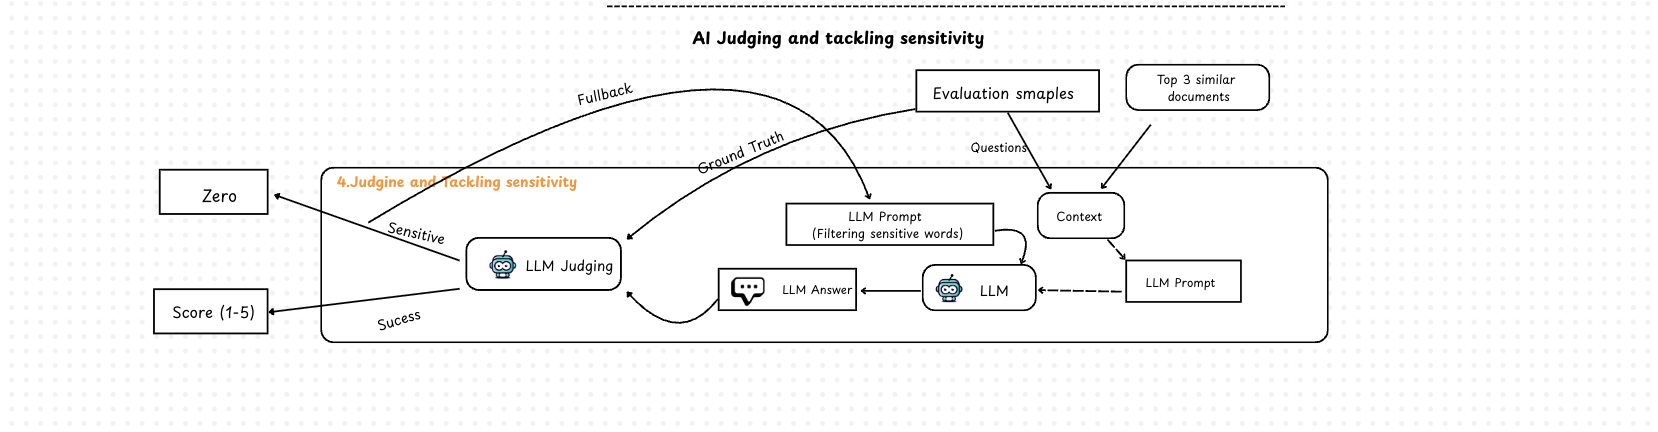 AI Judging and tackling sensitivity
Top 3 similar
documents
Evaluation smaples
Fullback
Ground Truth
Questions
4.Judgine and Tackling sensitivity
Zero
Sensitive
LLM Prompt
(Filtering sensitive words)
Context
LLM Judging
LLM Answer
LLM
LLM Prompt
Score (1-5)
Sucess